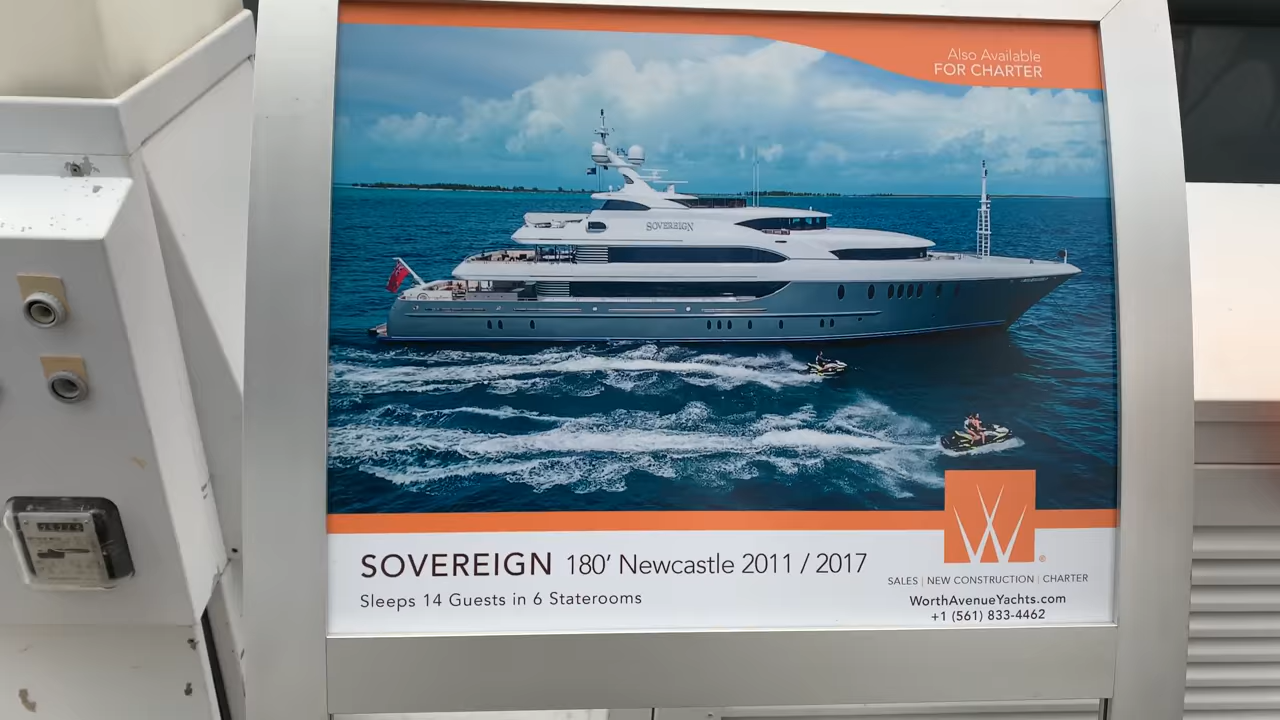 Also Available
FOR CHARTER
SOVEREIGN
SOVEREIGN 180' Newcastle 2011 / 2017
Sleeps 14 Guests in 6 Staterooms
W ®
SALES | NEW CONSTRUCTION | CHARTER
WorthAvenueYachts.com
+1 (561) 833-4462